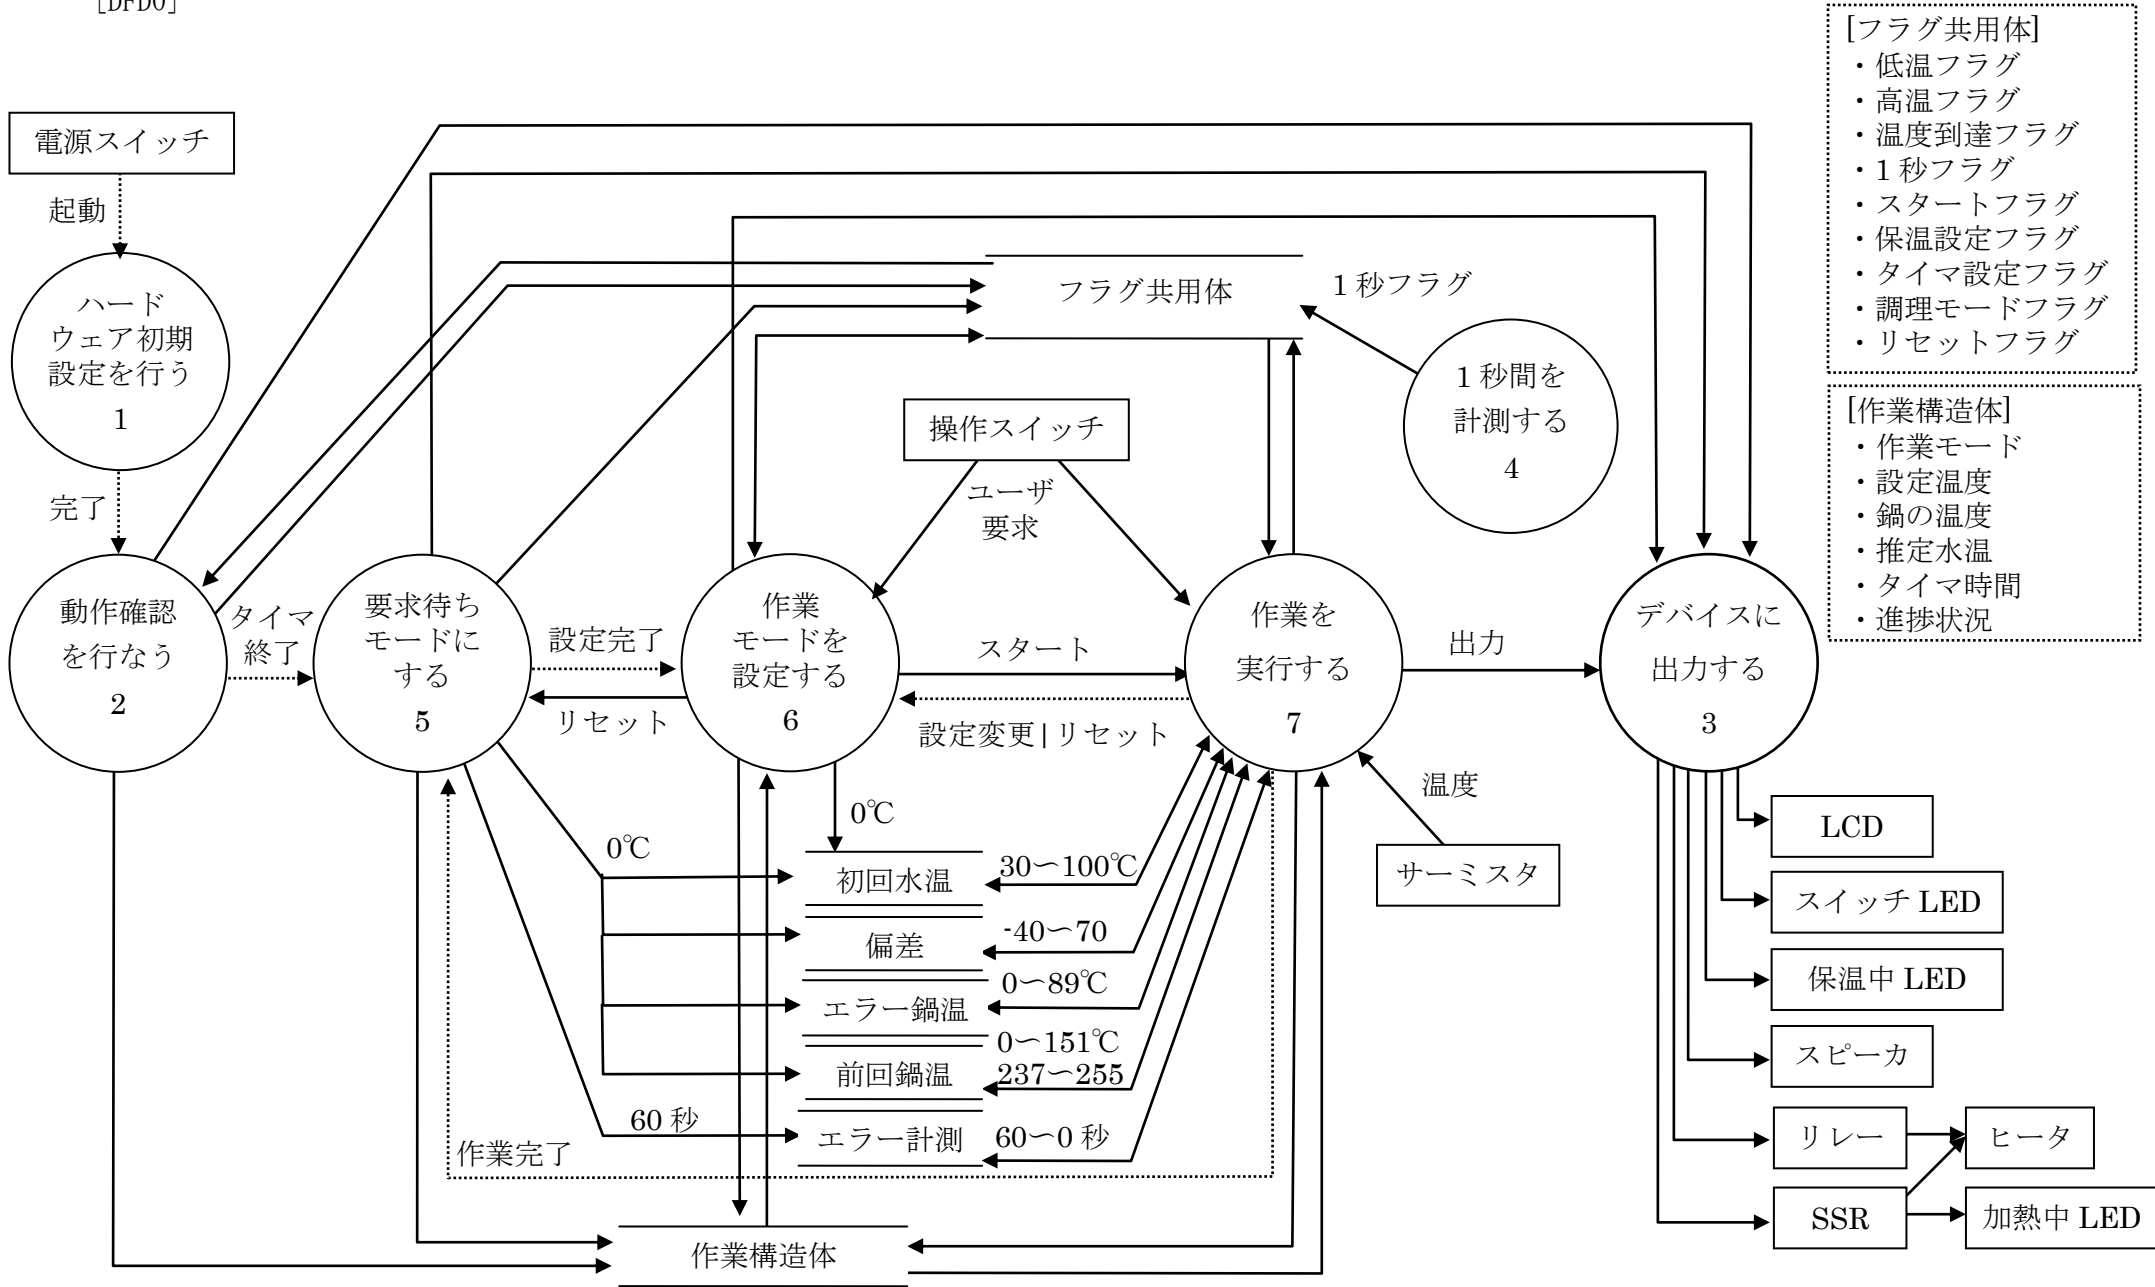 [DFD0]
[フラグ共用体]
・低温フラグ
・高温フラグ
・温度到達フラグ
・1 秒フラグ
・スタートフラグ
・保温設定フラグ
・タイマ設定フラグ
・調理モードフラグ
・リセットフラグ
[作業構造体]
・作業モード
・設定温度
・鍋の温度
・推定水温
・タイマ時間
・進捗状況
電源スイッチ
起動
ハード
ウェア初期
設定を行う
1
完了
フラグ共用体
1 秒フラグ
1 秒間を
計測する
4
操作スイッチ
ユーザ
要求
動作確認
を行なう
2
タイマ
終了
要求待ち
モードに
する
5
設定完了
リセット
作業
モードを
設定する
6
スタート
設定変更|リセット
作業を
実行する
7
出力
デバイスに
出力する
3
温度
サーミスタ
0℃
0℃
初回水温
30～100℃
偏差
-40～70
エラー鍋温
0～89℃
前回鍋温
0～151℃
237～255
60 秒
エラー計測
60～0 秒
作業完了
作業構造体
LCD
スイッチ LED
保温中 LED
スピーカ
リレー
ヒータ
SSR
加熱中 LED